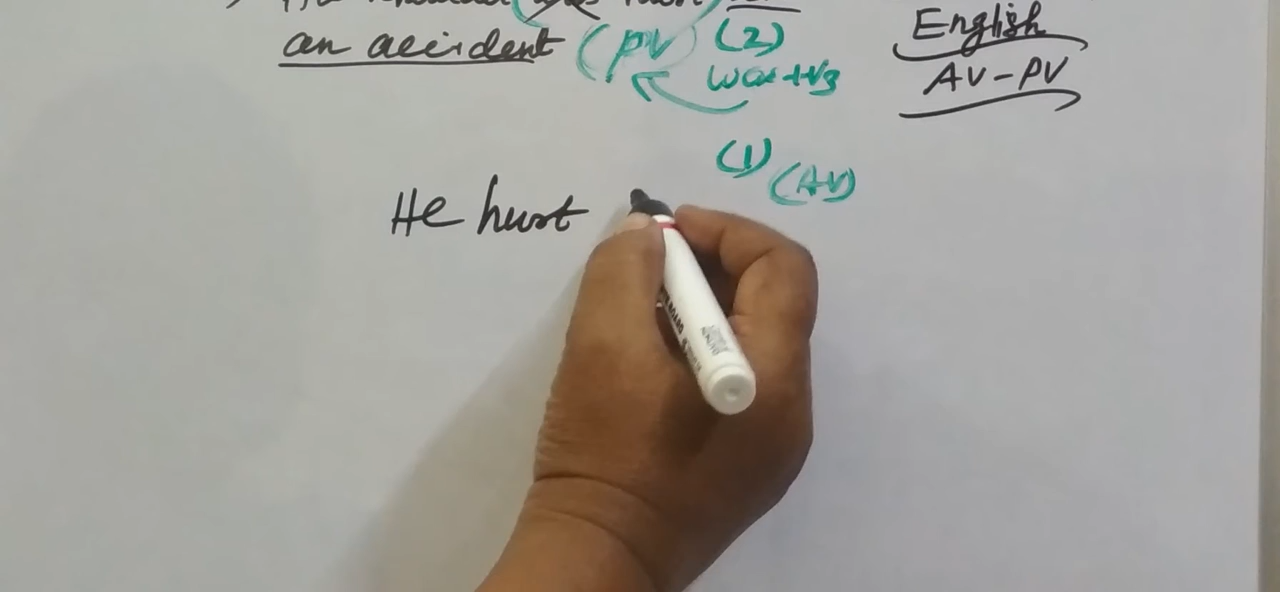 an accident (PV) (2)
was + V3
(1) (AV)
He hurt
English
AV-PV